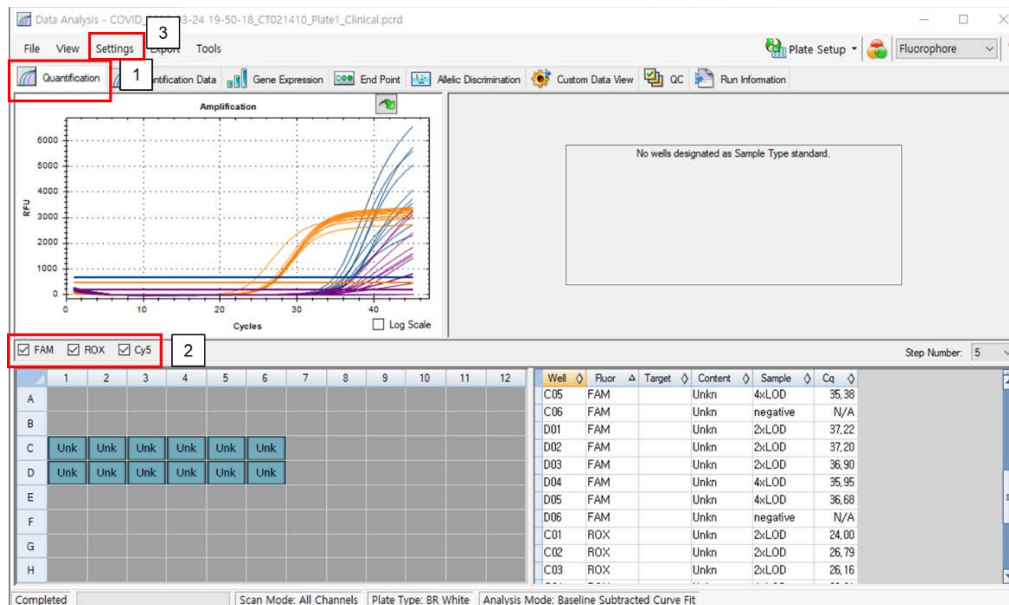 Data Analysis - COVID_ -03-24 19-50-18_CT021410_Plate1_Clinical.pcrd
3
File View Settings Export Tools
Plate Setup Fluorophore
Quantification
1
ntification Data Gene Expression End Point Allelic Discrimination Custom Data View QC Run Information
Amplification
6000
5000
4000
3000
2000
1000
0
RFU
0 10 20 30 40
Cycles
Log Scale
No wells designated as Sample Type standard.
FAM ROX Cy5
2
Step Number: 5
1 2 3 4 5 6 7 8 9 10 11 12
A
B
C Unk Unk Unk Unk Unk Unk
D Unk Unk Unk Unk Unk Unk
E
F
G
H
Well Fluor Target Content Sample Cq
C05 FAM Unkn 4xLOD 35,38
C06 FAM Unkn negative N/A
D01 FAM Unkn 2xLOD 37,22
D02 FAM Unkn 2xLOD 37,20
D03 FAM Unkn 2xLOD 36,90
D04 FAM Unkn 4xLOD 35,95
D05 FAM Unkn 4xLOD 36,68
D06 FAM Unkn negative N/A
C01 ROX Unkn 2xLOD 24,00
C02 ROX Unkn 2xLOD 26,79
C03 ROX Unkn 2xLOD 26,16
Completed Scan Mode: All Channels Plate Type: BR White Analysis Mode: Baseline Subtracted Curve Fit